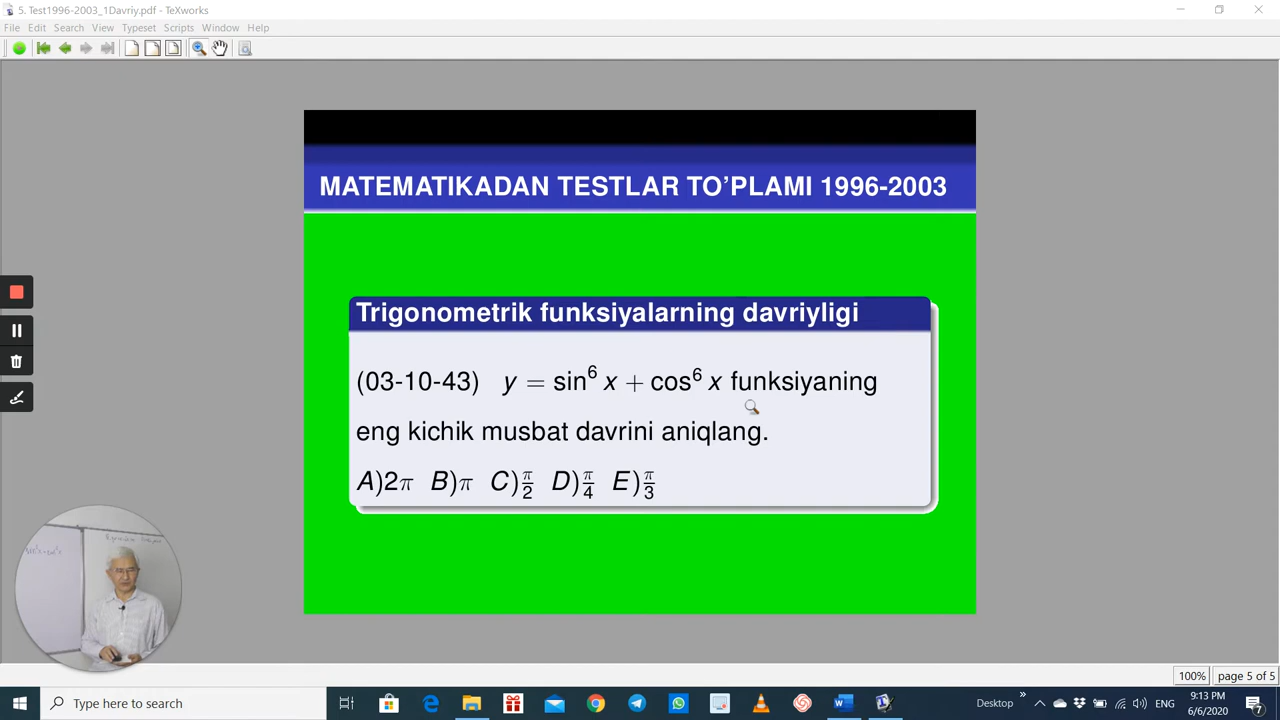 5. Test1996-2003_1Davriy.pdf - TeXworks
File Edit Search View Typeset Scripts Window Help
MATEMATIKADAN TESTLAR TO'PLAMI 1996-2003
Trigonometrik funksiyalarning davriyligi
(03-10-43) y = sin⁶ x + cos⁶ x funksiyaning
eng kichik musbat davrini aniqlang.
A)2π B)π C)π/2 D)π/4 E)π/3
100% page 5 of 5
Type here to search
Desktop
ENG
9:13 PM
6/6/2020
7